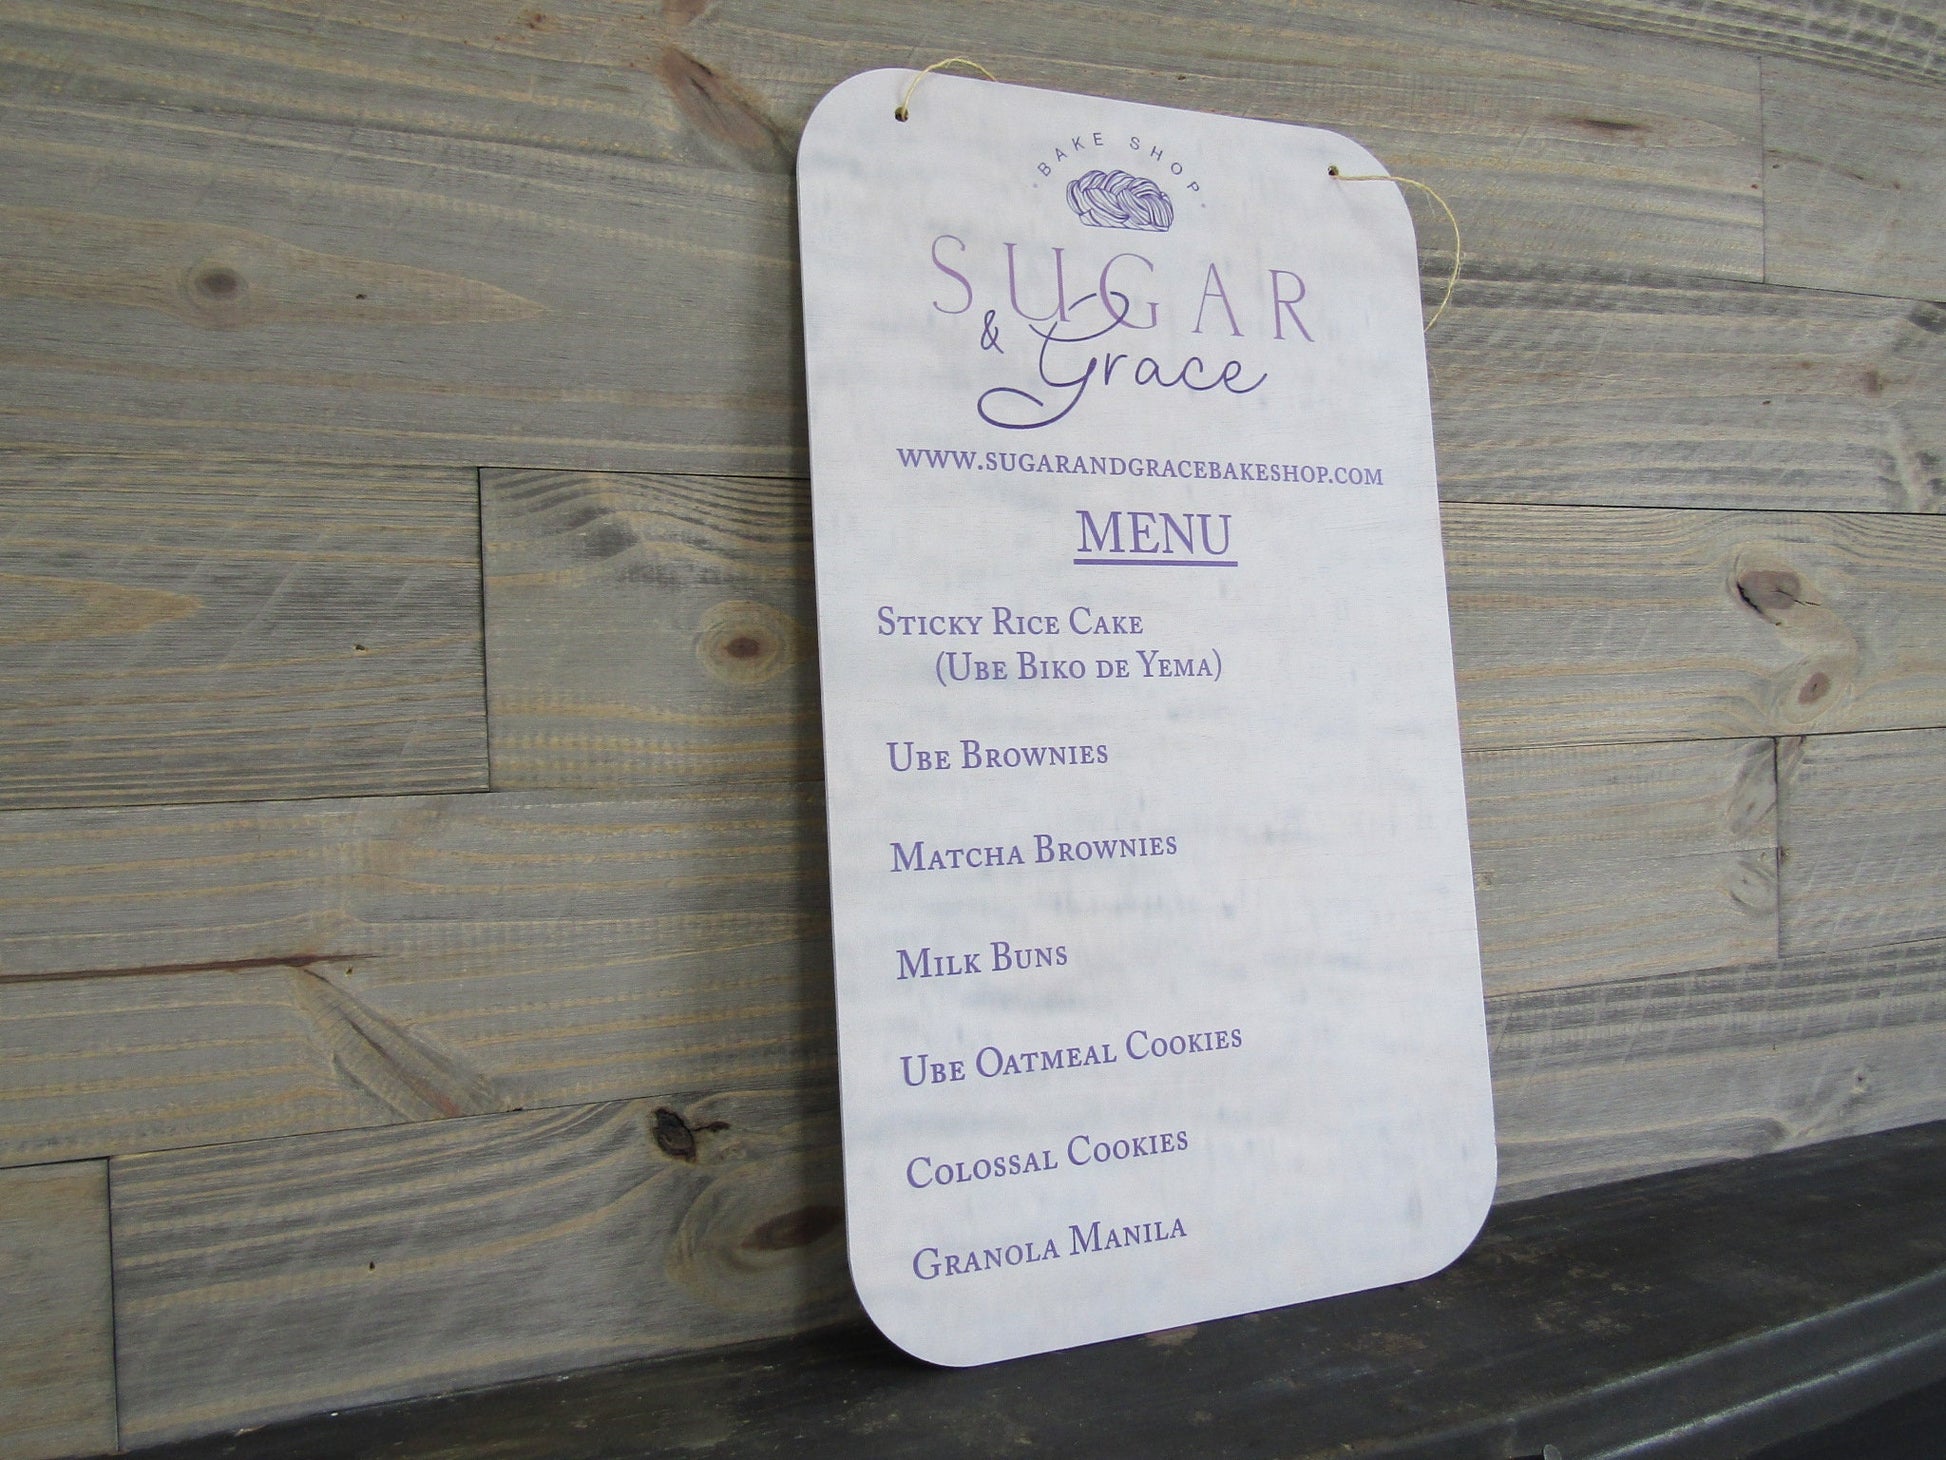 · BAKE SHOP ·
SUGAR
& Grace
WWW.SUGARANDGRACEBAKESHOP.COM
MENU
STICKY RICE CAKE
(UBE BIKO DE YEMA)
UBE BROWNIES
MATCHA BROWNIES
MILK BUNS
UBE OATMEAL COOKIES
COLOSSAL COOKIES
GRANOLA MANILA